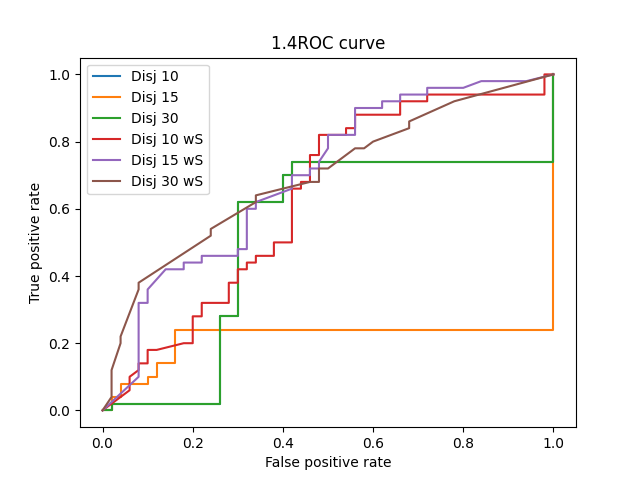 1.4ROC curve
Disj 10
Disj 15
Disj 30
Disj 10 wS
Disj 15 wS
Disj 30 wS
1.0
0.8
0.6
0.4
0.2
0.0
True positive rate
0.0 0.2 0.4 0.6 0.8 1.0
False positive rate